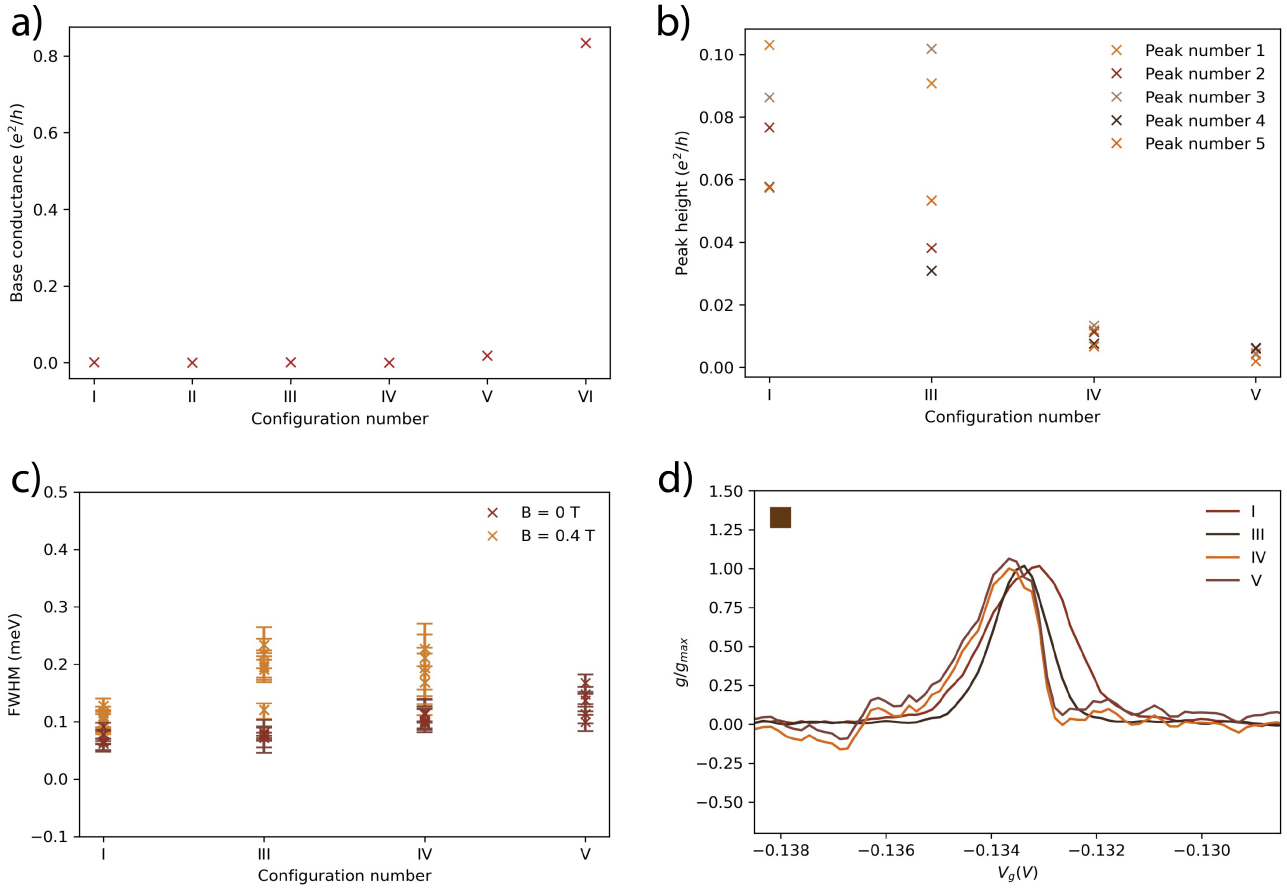 a)
Base conductance (e²/h)
0.8
0.6
0.4
0.2
0.0
I II III IV V VI
Configuration number
b)
Peak height (e²/h)
0.10
0.08
0.06
0.04
0.02
0.00
Peak number 1
Peak number 2
Peak number 3
Peak number 4
Peak number 5
I III IV V
Configuration number
c)
FWHM (meV)
0.5
0.4
0.3
0.2
0.1
0.0
−0.1
B = 0 T
B = 0.4 T
I III IV V
Configuration number
d)
g/gmax
1.50
1.25
1.00
0.75
0.50
0.25
0.00
−0.25
−0.50
I
III
IV
V
−0.138 −0.136 −0.134 −0.132 −0.130
Vg(V)